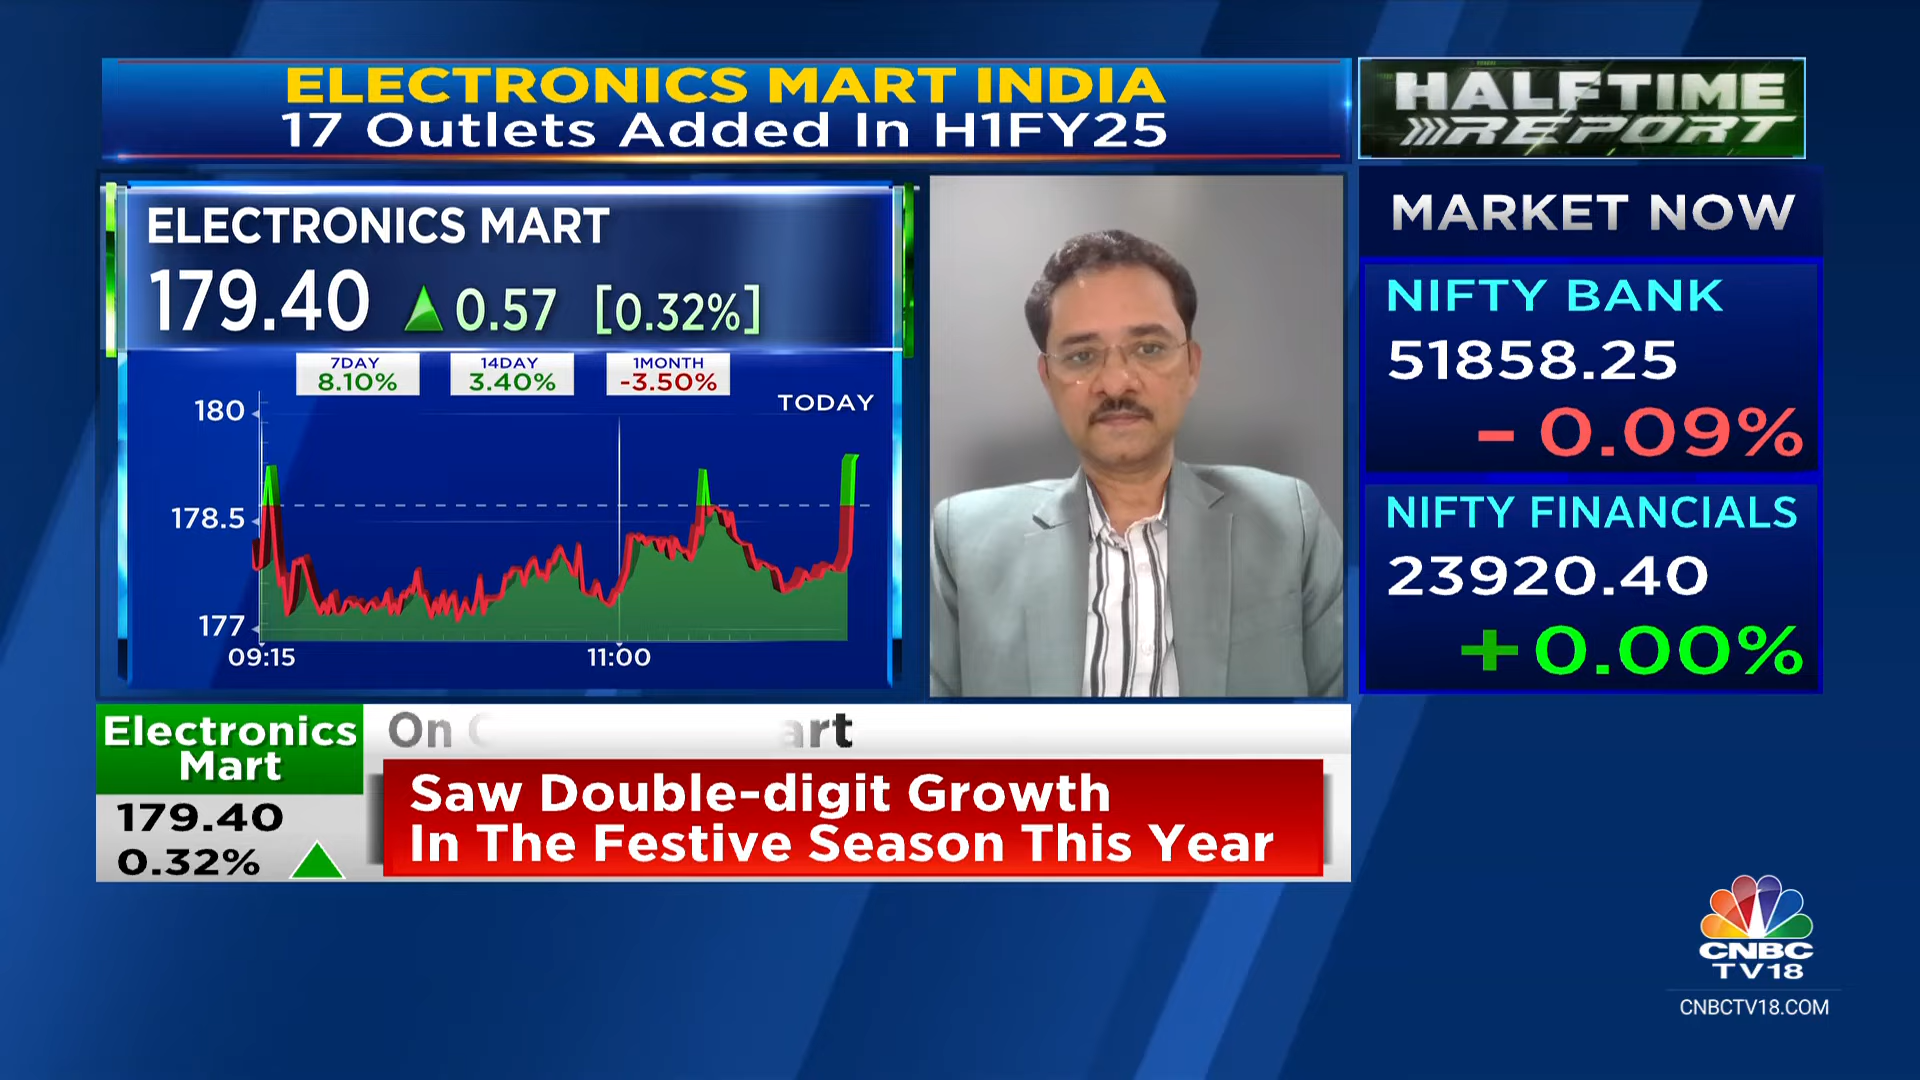 ELECTRONICS MART INDIA
17 Outlets Added In H1FY25
HALFTIME
REPORT
ELECTRONICS MART
179.40 0.57 [0.32%]
7DAY
8.10%
14DAY
3.40%
1MONTH
-3.50%
TODAY
180
178.5
177
09:15 11:00
MARKET NOW
NIFTY BANK
51858.25
- 0.09%
NIFTY FINANCIALS
23920.40
+0.00%
Electronics
Mart
179.40
0.32%
On
Saw Double-digit Growth
In The Festive Season This Year
CNBC
TV18
CNBCTV18.COM